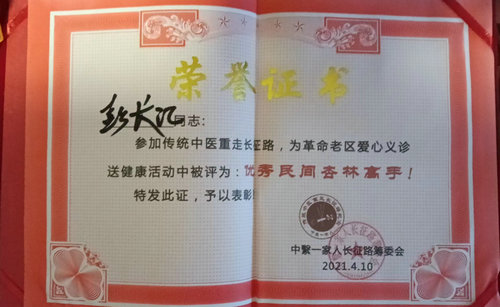 荣誉证书
彭长江同志:
参加传统中医重走长征路,为革命老区爱心义诊
送健康活动中被评为:优秀民间杏林高手!
特发此证,予以表彰!
中繋一家人长征路筹委会
2021.4.10